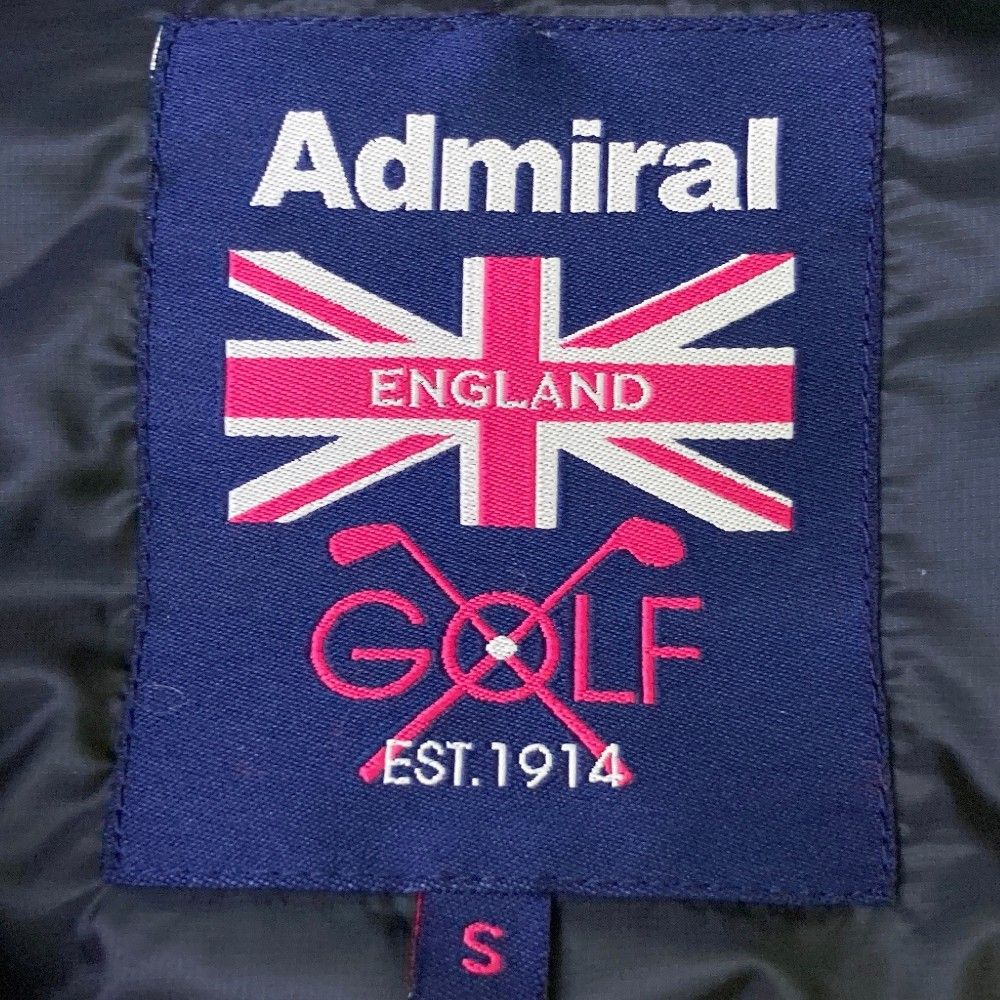 Admiral
ENGLAND
GOLF
EST.1914
S